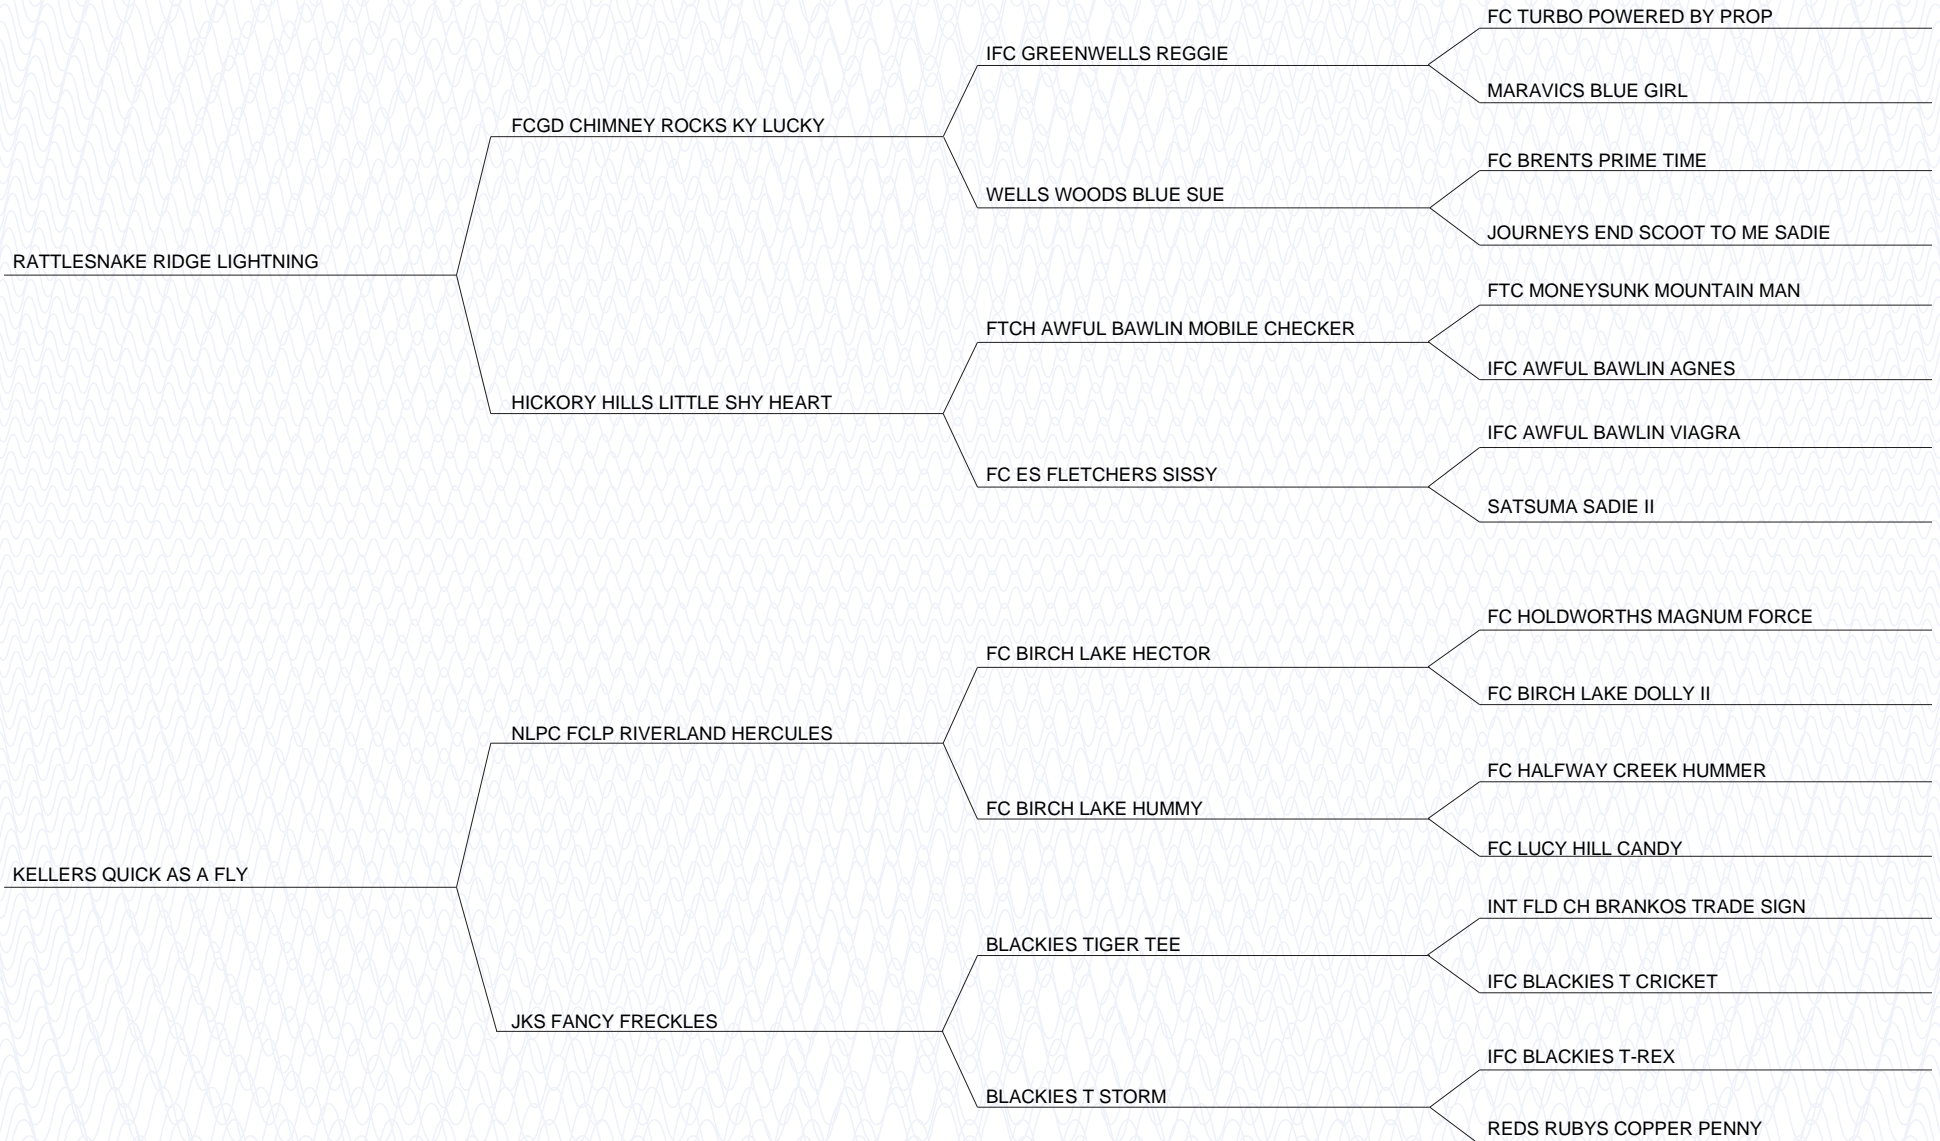 FC TURBO POWERED BY PROP
IFC GREENWELLS REGGIE
MARAVICS BLUE GIRL
FCGD CHIMNEY ROCKS KY LUCKY
FC BRENTS PRIME TIME
WELLS WOODS BLUE SUE
JOURNEYS END SCOOT TO ME SADIE
RATTLESNAKE RIDGE LIGHTNING
FTC MONEYSUNK MOUNTAIN MAN
FTCH AWFUL BAWLIN MOBILE CHECKER
IFC AWFUL BAWLIN AGNES
HICKORY HILLS LITTLE SHY HEART
IFC AWFUL BAWLIN VIAGRA
FC ES FLETCHERS SISSY
SATSUMA SADIE II
FC HOLDWORTHS MAGNUM FORCE
FC BIRCH LAKE HECTOR
FC BIRCH LAKE DOLLY II
NLPC FCLP RIVERLAND HERCULES
FC HALFWAY CREEK HUMMER
FC BIRCH LAKE HUMMY
FC LUCY HILL CANDY
KELLERS QUICK AS A FLY
INT FLD CH BRANKOS TRADE SIGN
BLACKIES TIGER TEE
IFC BLACKIES T CRICKET
JKS FANCY FRECKLES
IFC BLACKIES T-REX
BLACKIES T STORM
REDS RUBYS COPPER PENNY